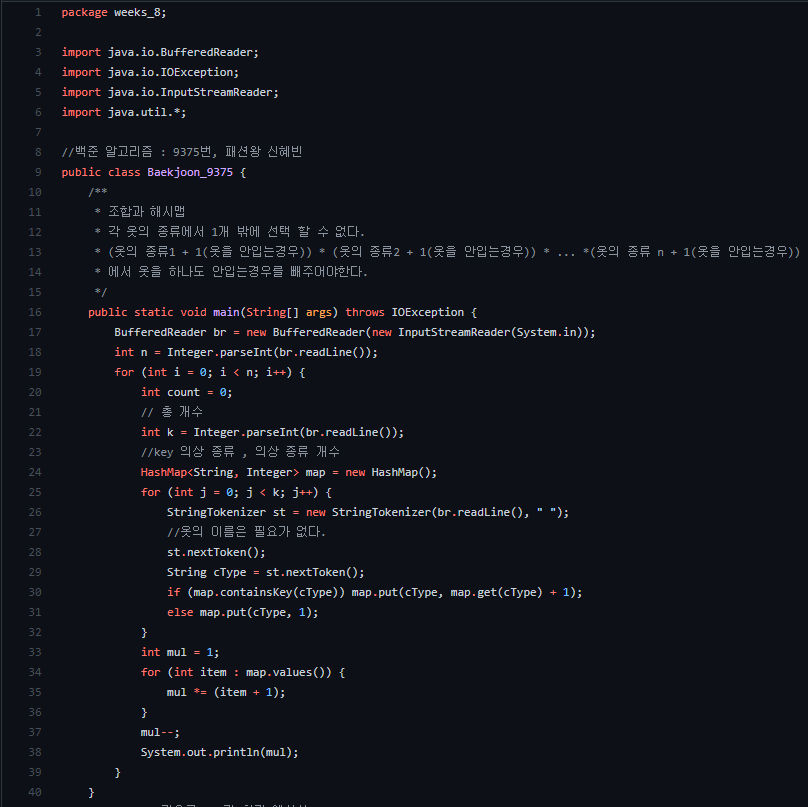 1 package weeks_8;
2
3 import java.io.BufferedReader;
4 import java.io.IOException;
5 import java.io.InputStreamReader;
6 import java.util.*;
7
8 //백준 알고리즘 : 9375번, 패션왕 신혜빈
9 public class Baekjoon_9375 {
10 /**
11 * 조합과 해시맵
12 * 각 옷의 종류에서 1개 밖에 선택 할 수 없다.
13 * (옷의 종류1 + 1(옷을 안입는경우)) * (옷의 종류2 + 1(옷을 안입는경우)) * ... *(옷의 종류 n + 1(옷을 안입는경우))
14 * 에서 옷을 하나도 안입는경우를 빼주어야한다.
15 */
16 public static void main(String[] args) throws IOException {
17 BufferedReader br = new BufferedReader(new InputStreamReader(System.in));
18 int n = Integer.parseInt(br.readLine());
19 for (int i = 0; i < n; i++) {
20 int count = 0;
21 // 총 개수
22 int k = Integer.parseInt(br.readLine());
23 //key 의상 종류 , 의상 종류 개수
24 HashMap<String, Integer> map = new HashMap();
25 for (int j = 0; j < k; j++) {
26 StringTokenizer st = new StringTokenizer(br.readLine(), " ");
27 //옷의 이름은 필요가 없다.
28 st.nextToken();
29 String cType = st.nextToken();
30 if (map.containsKey(cType)) map.put(cType, map.get(cType) + 1);
31 else map.put(cType, 1);
32 }
33 int mul = 1;
34 for (int item : map.values()) {
35 mul *= (item + 1);
36 }
37 mul--;
38 System.out.println(mul);
39 }
40 }